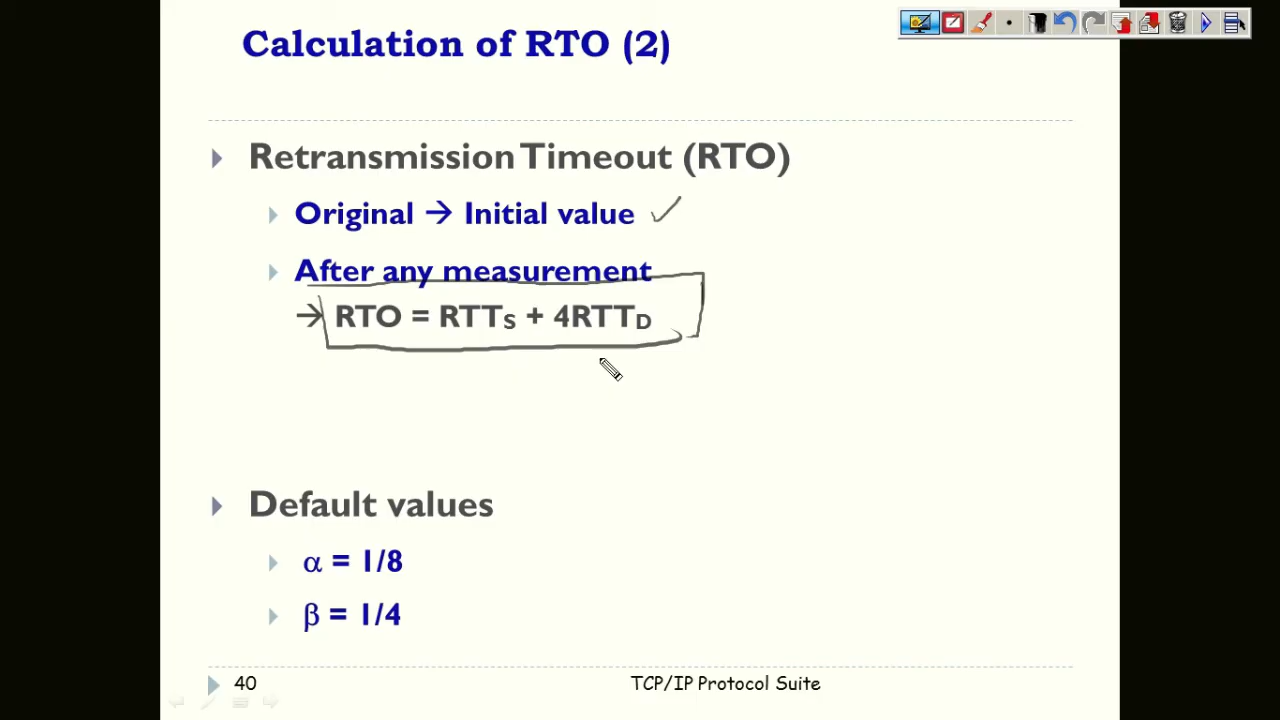 Calculation of RTO (2)
Retransmission Timeout (RTO)
Original → Initial value
After any measurement
→ RTO = RTTS + 4RTTD
Default values
α = 1/8
β = 1/4
40 TCP/IP Protocol Suite